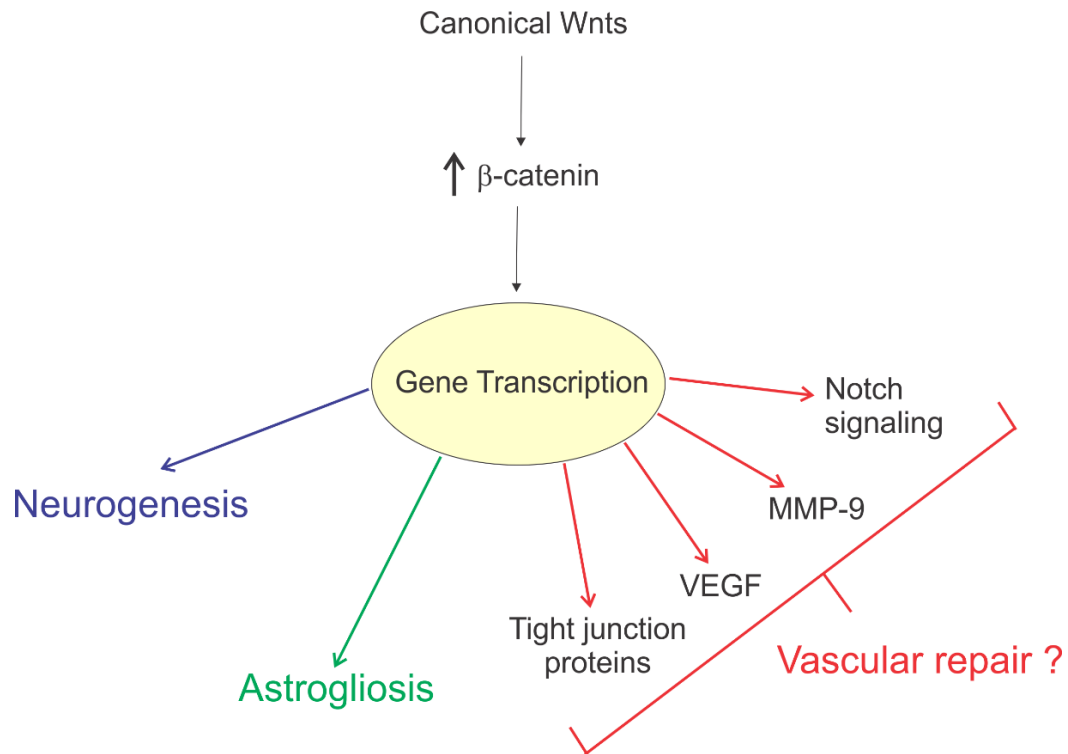 Canonical Wnts
↑ β-catenin
Gene Transcription
Notch
signaling
MMP-9
VEGF
Tight junction
proteins
Neurogenesis
Astrogliosis
Vascular repair ?